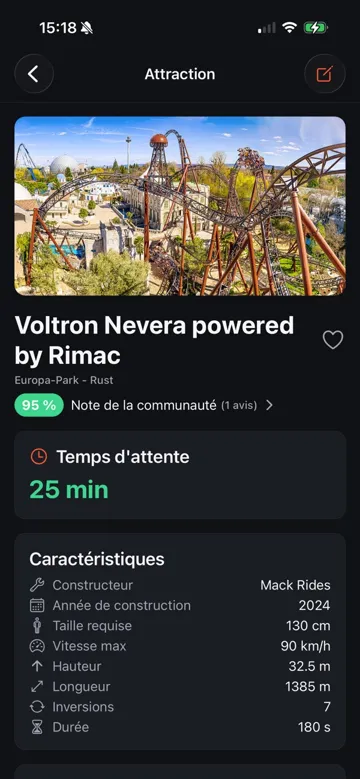 15:18
Attraction
Voltron Nevera powered
by Rimac
Europa-Park - Rust
95 % Note de la communauté (1 avis)
Temps d'attente
25 min
Caractéristiques
Constructeur Mack Rides
Année de construction 2024
Taille requise 130 cm
Vitesse max 90 km/h
Hauteur 32.5 m
Longueur 1385 m
Inversions 7
Durée 180 s